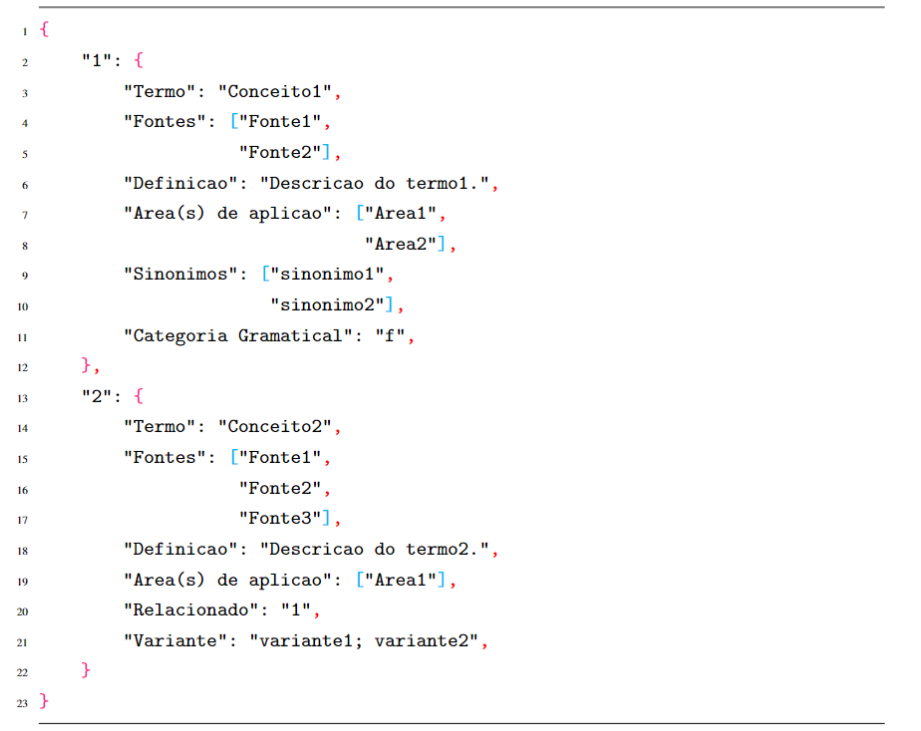 1 {
2 "1": {
3 "Termo": "Conceito1",
4 "Fontes": ["Fonte1",
5 "Fonte2"],
6 "Definicao": "Descricao do termo1.",
7 "Area(s) de aplicao": ["Area1",
8 "Area2"],
9 "Sinonimos": ["sinonimo1",
10 "sinonimo2"],
11 "Categoria Gramatical": "f",
12 },
13 "2": {
14 "Termo": "Conceito2",
15 "Fontes": ["Fonte1",
16 "Fonte2",
17 "Fonte3"],
18 "Definicao": "Descricao do termo2.",
19 "Area(s) de aplicao": ["Area1"],
20 "Relacionado": "1",
21 "Variante": "variante1; variante2",
22 }
23 }